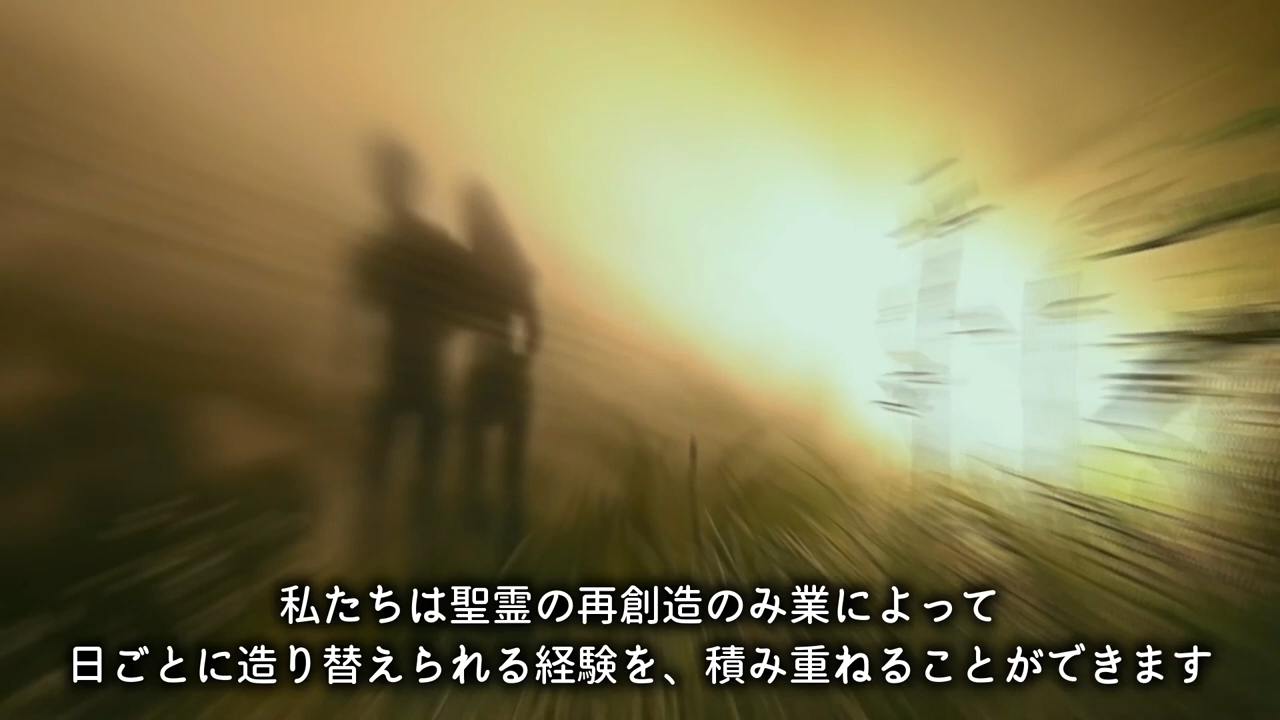 私たちは聖霊の再創造のみ業によって
日ごとに造り替えられる経験を、積み重ねることができます